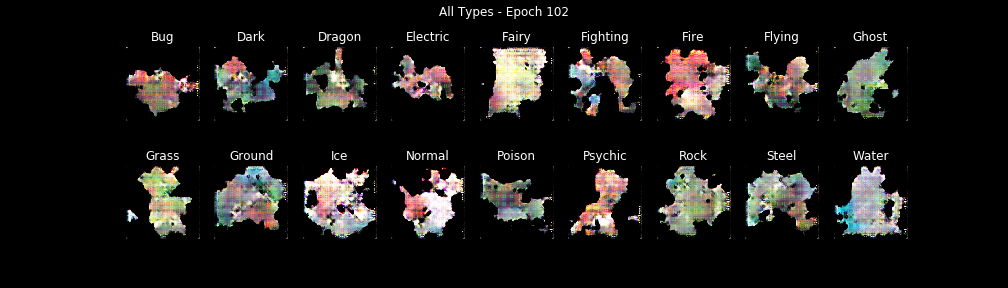 All Types - Epoch 102
Bug Dark Dragon Electric Fairy Fighting Fire Flying Ghost
Grass Ground Ice Normal Poison Psychic Rock Steel Water